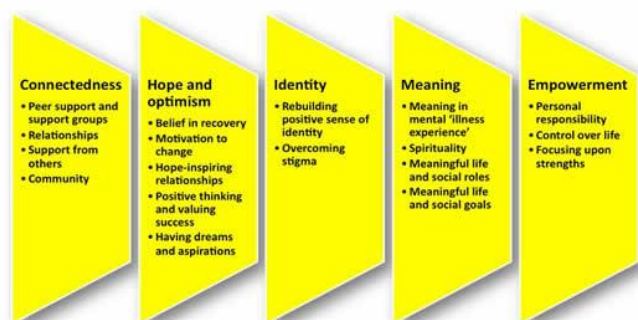 Connectedness
• Peer support and
support groups
• Relationships
• Support from
others
• Community
Hope and
optimism
• Belief in recovery
• Motivation to
change
• Hope-inspiring
relationships
• Positive thinking
and valuing
success
• Having dreams
and aspirations
Identity
• Rebuilding
positive sense of
identity
• Overcoming
stigma
Meaning
• Meaning in
mental ‘illness
experience’
• Spirituality
• Meaningful life
and social roles
• Meaningful life
and social goals
Empowerment
• Personal
responsibility
• Control over life
• Focusing upon
strengths